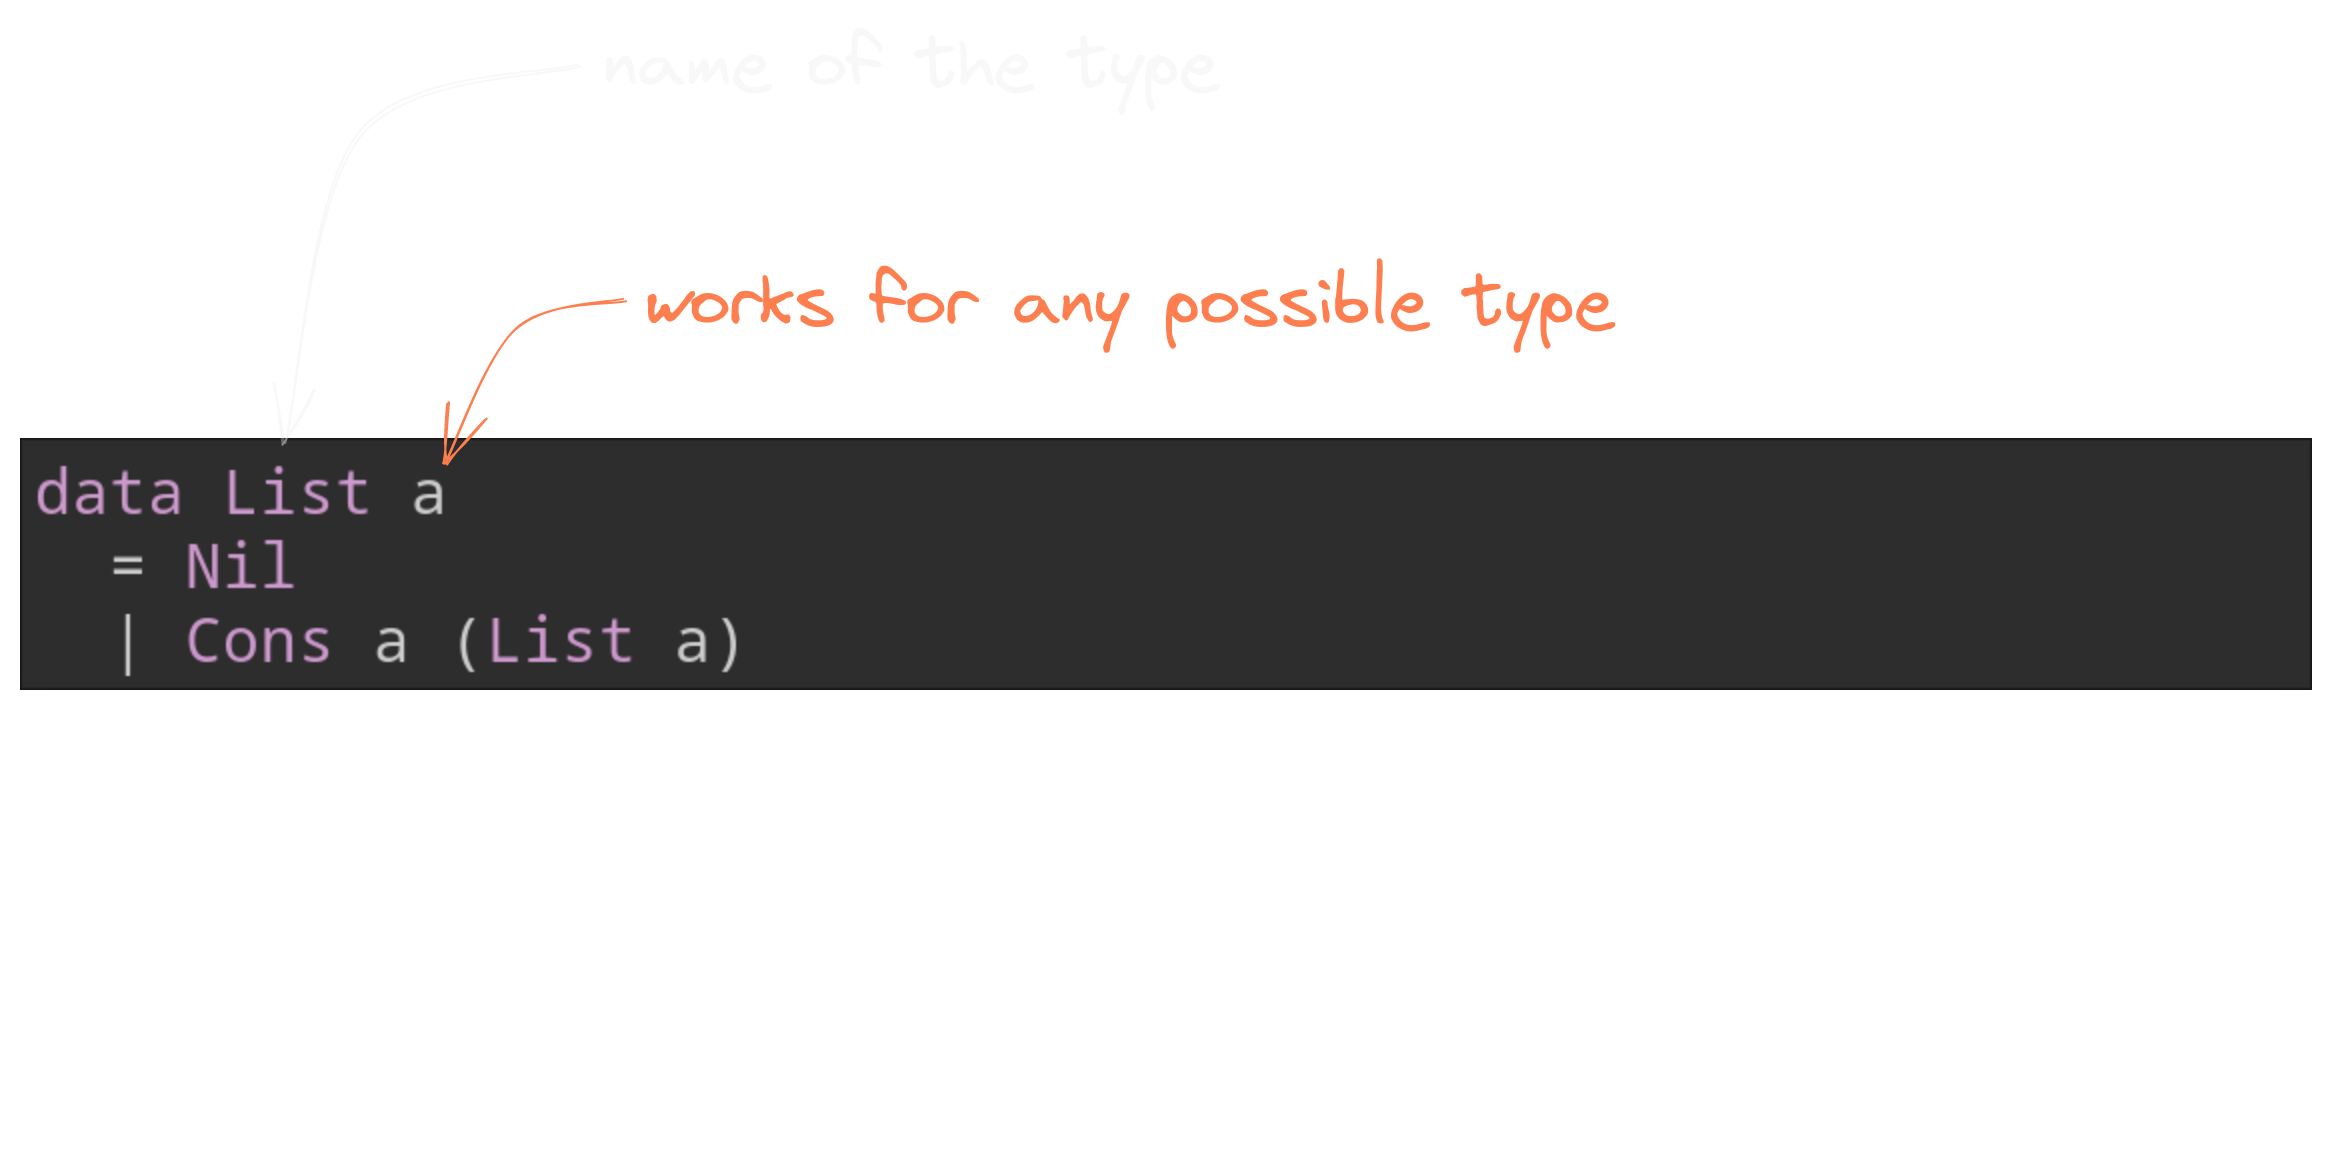 name of the type
works for any possible type
data List a
= Nil
| Cons a (List a)